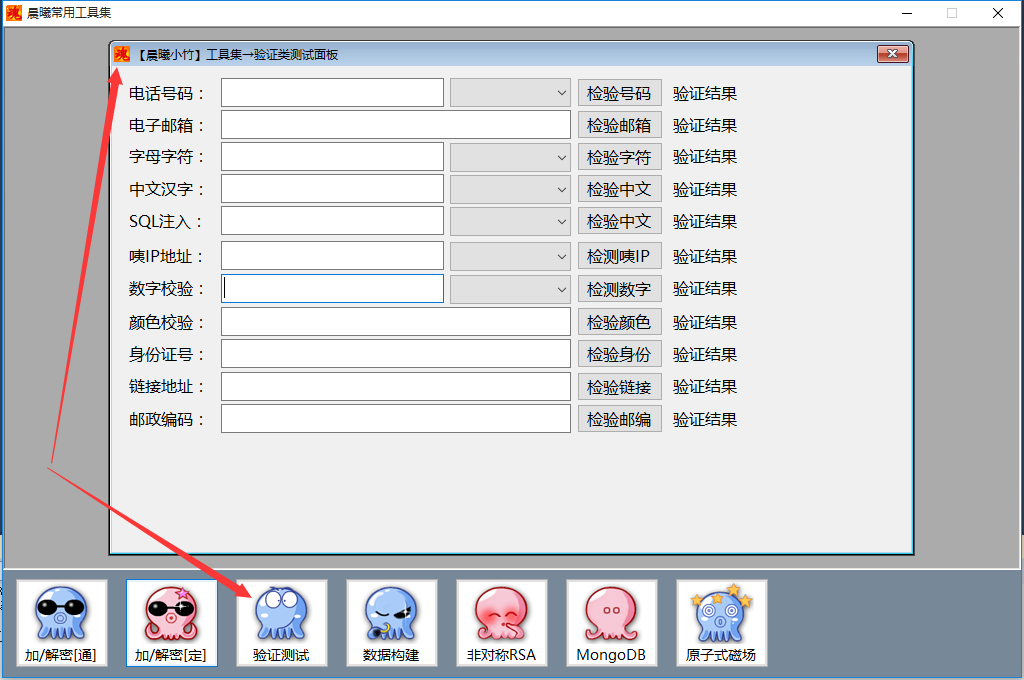 魂 晨曦常用工具集
魂 【晨曦小竹】工具集→验证类测试面板
电话号码： 检验号码 验证结果
电子邮箱： 检验邮箱 验证结果
字母字符： 检验字符 验证结果
中文汉字： 检验中文 验证结果
SQL注入： 检验中文 验证结果
咦IP地址： 检测咦IP 验证结果
数字校验： 检测数字 验证结果
颜色校验： 检验颜色 验证结果
身份证号： 检验身份 验证结果
链接地址： 检验链接 验证结果
邮政编码： 检验邮编 验证结果
加/解密[通] 加/解密[定] 验证测试 数据构建 非对称RSA MongoDB 原子式磁场